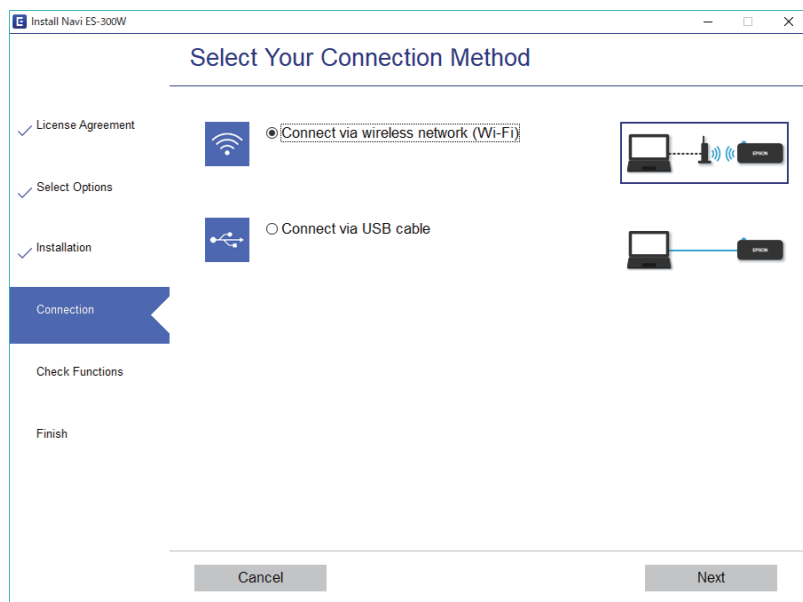 Install Navi ES-300W
Select Your Connection Method
License Agreement
Select Options
Installation
Connection
Check Functions
Finish
Connect via wireless network (Wi-Fi)
EPSON
Connect via USB cable
EPSON
Cancel
Next